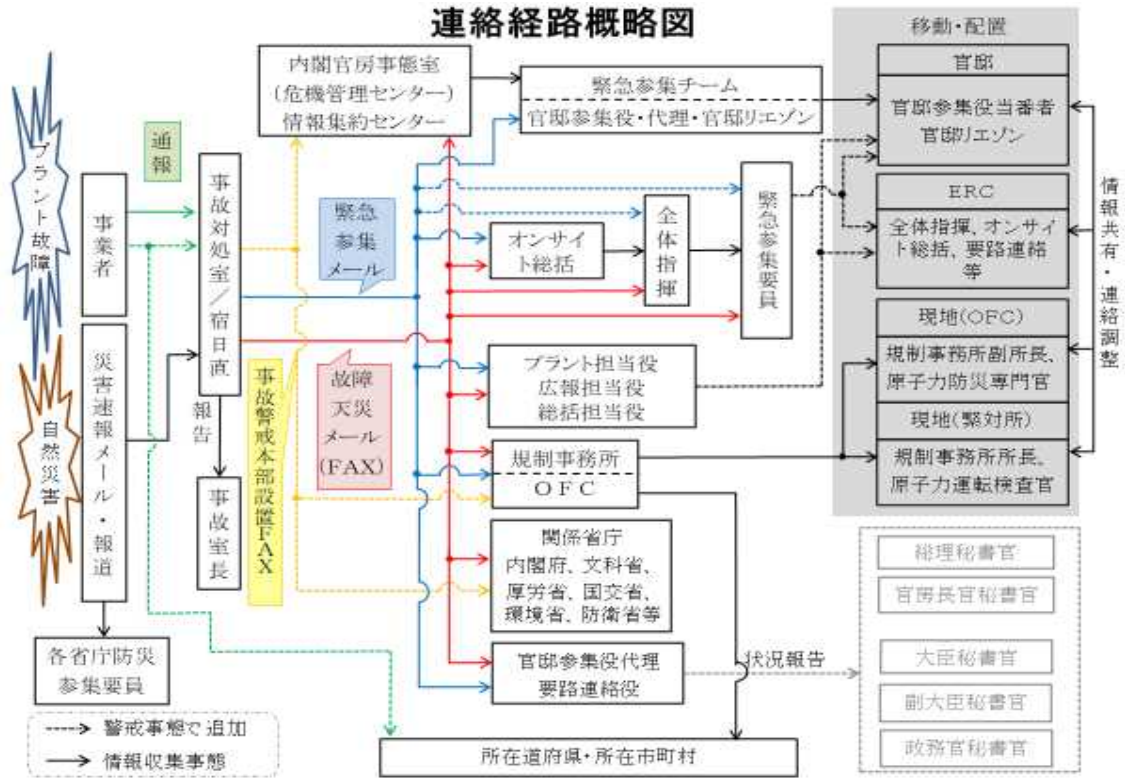 連絡経路概略図
移動・配置
内閣官房事態室
(危機管理センター)
情報集約センター
緊急参集チーム
官邸参集役・代理・官邸リエゾン
官邸
官邸参集役当番者
官邸リエゾン
通報
プラント故障
事業者
事故対処室／宿日直
緊急
参集
メール
オンサイ
ト総括
全体指揮
緊急参集要員
ERC
全体指揮、オンサイ
ト総括、要路連絡
等
情報共有・連絡調整
現地(OFC)
規制事務所副所長、
原子力防災専門官
現地(緊対所)
規制事務所所長、
原子力運転検査官
自然災害
災害速報メール・報道
報告
事故室長
事故警戒本部設置FAX
故障
天災
メール
(FAX)
プラント担当役
広報担当役
総括担当役
規制事務所
OFC
関係省庁
内閣府、文科省、
厚労省、国交省、
環境省、防衛省等
官邸参集役代理
要路連絡役
状況報告
総理秘書官
官房長官秘書官
大臣秘書官
副大臣秘書官
政務官秘書官
各省庁防災
参集要員
警戒事態で追加
情報収集事態
所在道府県・所在市町村